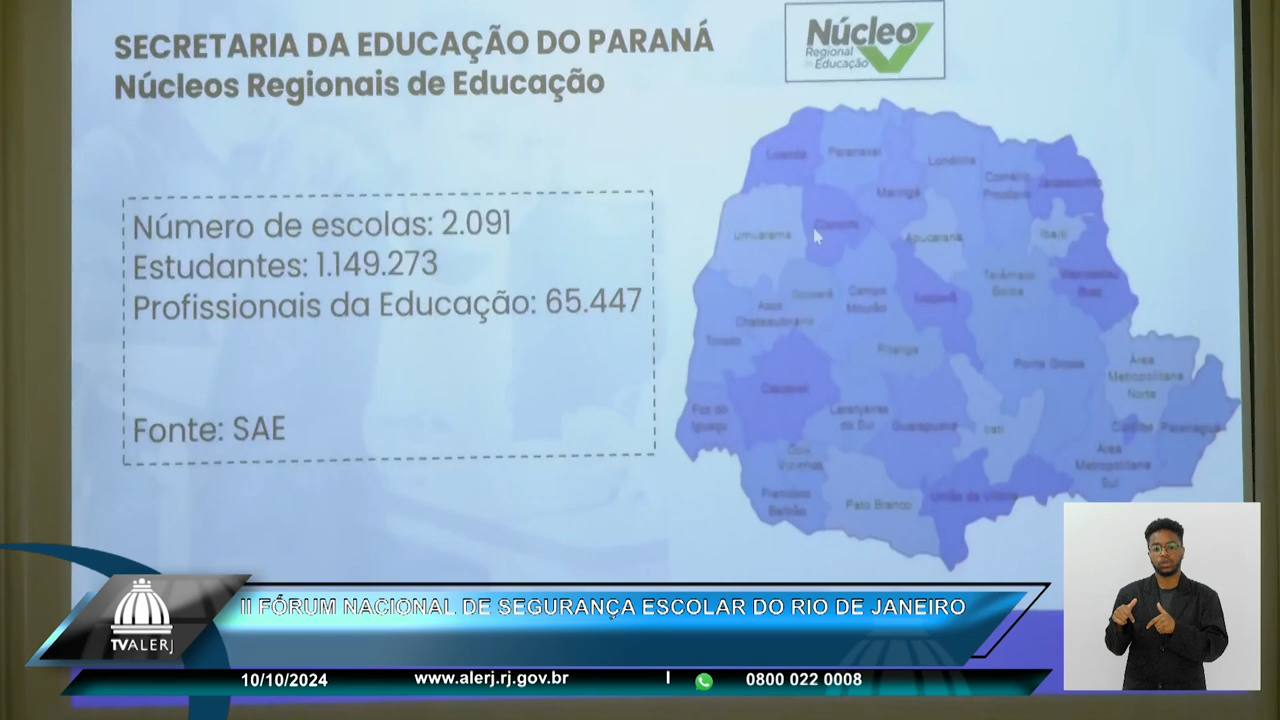 SECRETARIA DA EDUCAÇÃO DO PARANÁ
Núcleos Regionais de Educação
Núcleo
Regional
de
Educação
Número de escolas: 2.091
Estudantes: 1.149.273
Profissionais da Educação: 65.447
Fonte: SAE
Loanda
Paranavaí
Londrina
Cornélio
Procópio
Maringá
Umuarama
Cianorte
Apucarana
Ibaiti
Telêmaco
Borba
Wenceslau
Braz
Goioerê
Campo
Mourão
Ivaiporã
Assis
Chateaubriand
Toledo
Pitanga
Ponta Grossa
Área
Metropolitana
Norte
Cascavel
Foz do
Iguaçu
Laranjeiras
do Sul
Guarapuava
Irati
Curitiba
Paranaguá
Dois
Vizinhos
Área
Metropolitana
Sul
Francisco
Beltrão
Pato Branco
União da Vitória
II FÓRUM NACIONAL DE SEGURANÇA ESCOLAR DO RIO DE JANEIRO
TVALERJ
10/10/2024
www.alerj.rj.gov.br
0800 022 0008